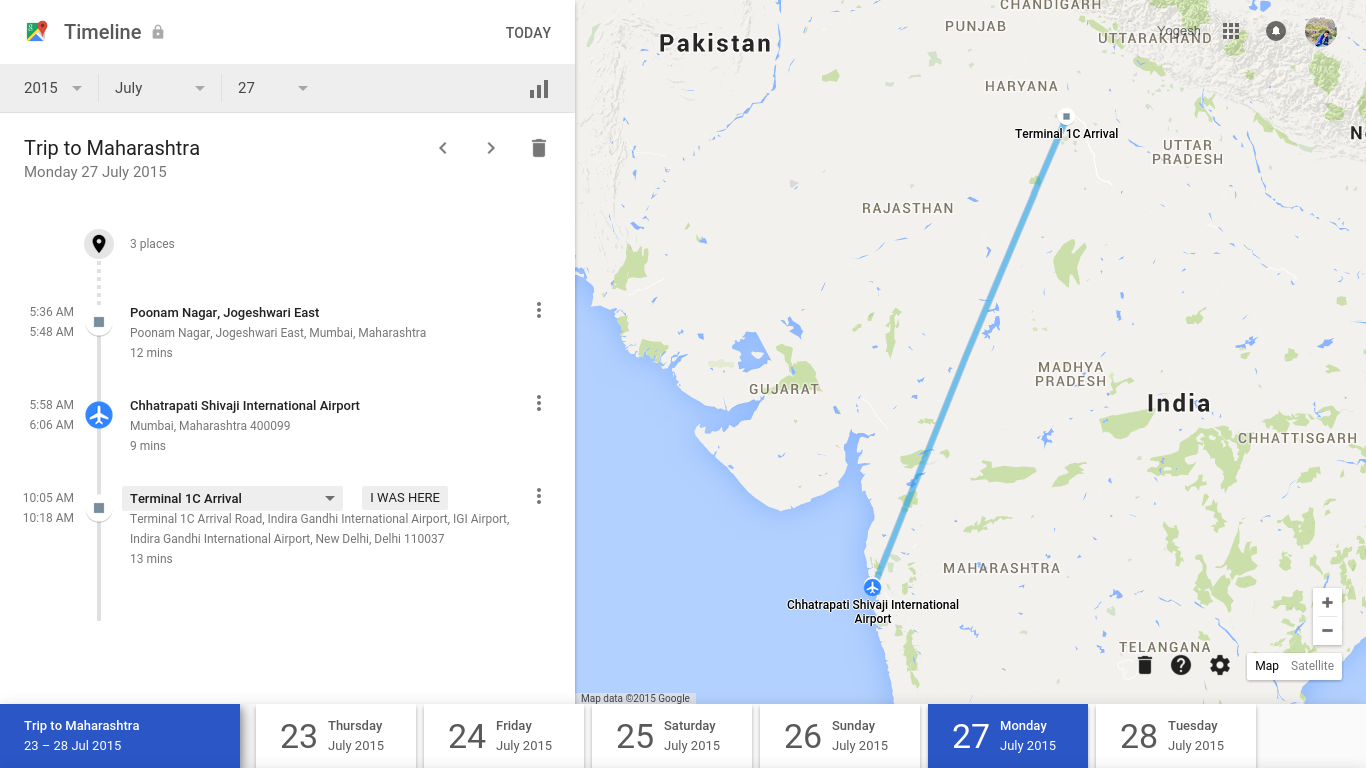 Timeline
TODAY
2015
July
27
Trip to Maharashtra
Monday 27 July 2015
3 places
5:36 AM
5:48 AM
Poonam Nagar, Jogeshwari East
Poonam Nagar, Jogeshwari East, Mumbai, Maharashtra
12 mins
5:58 AM
6:06 AM
Chhatrapati Shivaji International Airport
Mumbai, Maharashtra 400099
9 mins
10:05 AM
10:18 AM
Terminal 1C Arrival
I WAS HERE
Terminal 1C Arrival Road, Indira Gandhi International Airport, IGI Airport,
Indira Gandhi International Airport, New Delhi, Delhi 110037
13 mins
CHANDIGARH
PUNJAB
Yogesh
UTTARAKHAND
Pakistan
HARYANA
Terminal 1C Arrival
UTTAR
PRADESH
RAJASTHAN
GUJARAT
MADHYA
PRADESH
India
CHHATTISGARH
MAHARASHTRA
Chhatrapati Shivaji International
Airport
TELANGANA
Map
Satellite
Map data ©2015 Google
Trip to Maharashtra
23 – 28 Jul 2015
23
Thursday
July 2015
24
Friday
July 2015
25
Saturday
July 2015
26
Sunday
July 2015
27
Monday
July 2015
28
Tuesday
July 2015